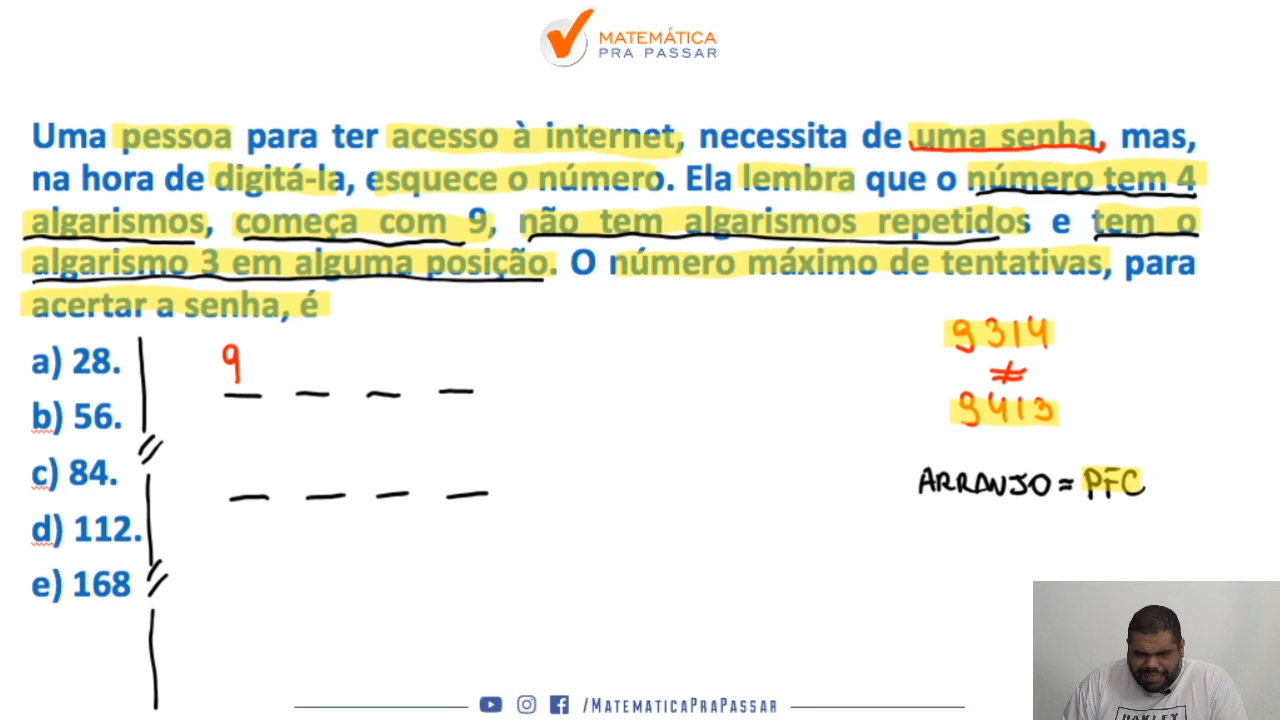 MATEMÁTICA
PRA PASSAR
Uma pessoa para ter acesso à internet, necessita de uma senha, mas,
na hora de digitá-la, esquece o número. Ela lembra que o número tem 4
algarismos, começa com 9, não tem algarismos repetidos e tem o
algarismo 3 em alguma posição. O número máximo de tentativas, para
acertar a senha, é
a) 28.
b) 56.
c) 84.
d) 112.
e) 168
9
9314
≠
9413
ARRANJO = PFC
/MATEMATICAPRAPASSAR
OAKLEY